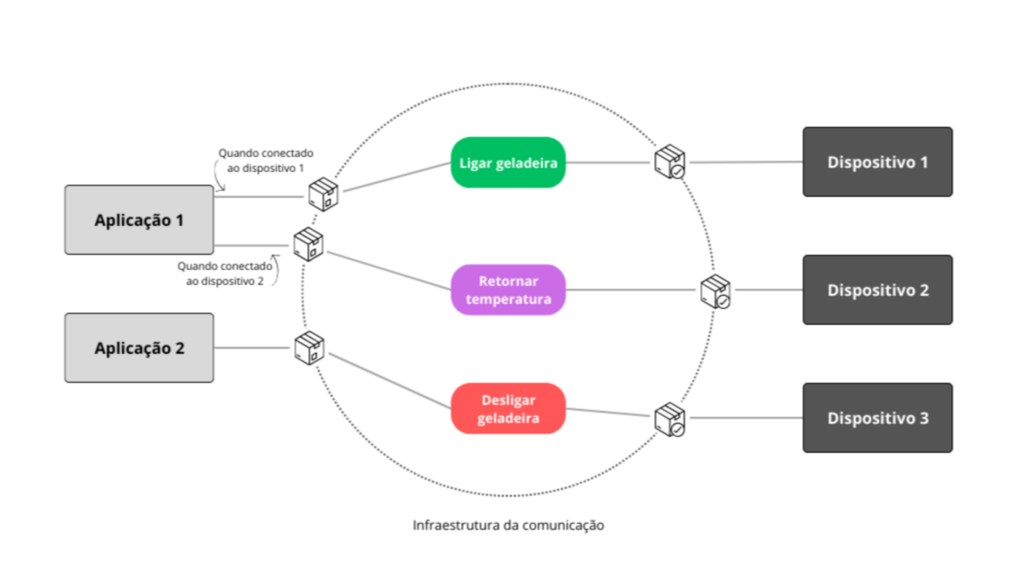 Quando conectado
ao dispositivo 1
Aplicação 1
Quando conectado
ao dispositivo 2
Aplicação 2
Ligar geladeira
Retornar
temperatura
Desligar
geladeira
Dispositivo 1
Dispositivo 2
Dispositivo 3
Infraestrutura da comunicação